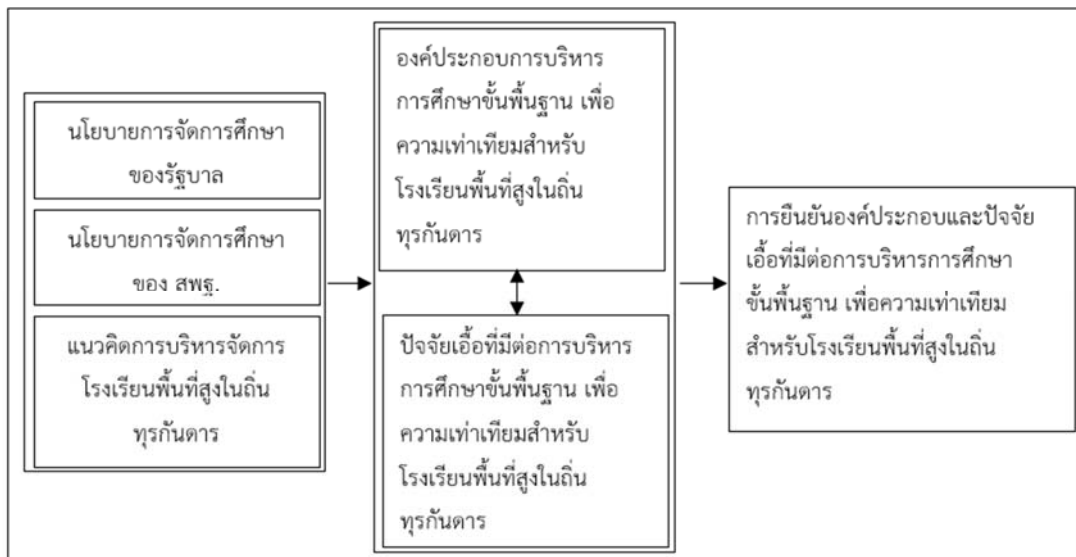 นโยบายการจัดการศึกษา
ของรัฐบาล
นโยบายการจัดการศึกษา
ของ สพฐ.
แนวคิดการบริหารจัดการ
โรงเรียนพื้นที่สูงในถิ่น
ทุรกันดาร
องค์ประกอบการบริหาร
การศึกษาขั้นพื้นฐาน เพื่อ
ความเท่าเทียมสำหรับ
โรงเรียนพื้นที่สูงในถิ่น
ทุรกันดาร
ปัจจัยเอื้อที่มีต่อการบริหาร
การศึกษาขั้นพื้นฐาน เพื่อ
ความเท่าเทียมสำหรับ
โรงเรียนพื้นที่สูงในถิ่น
ทุรกันดาร
การยืนยันองค์ประกอบและปัจจัย
เอื้อที่มีต่อการบริหารการศึกษา
ขั้นพื้นฐาน เพื่อความเท่าเทียม
สำหรับโรงเรียนพื้นที่สูงในถิ่น
ทุรกันดาร